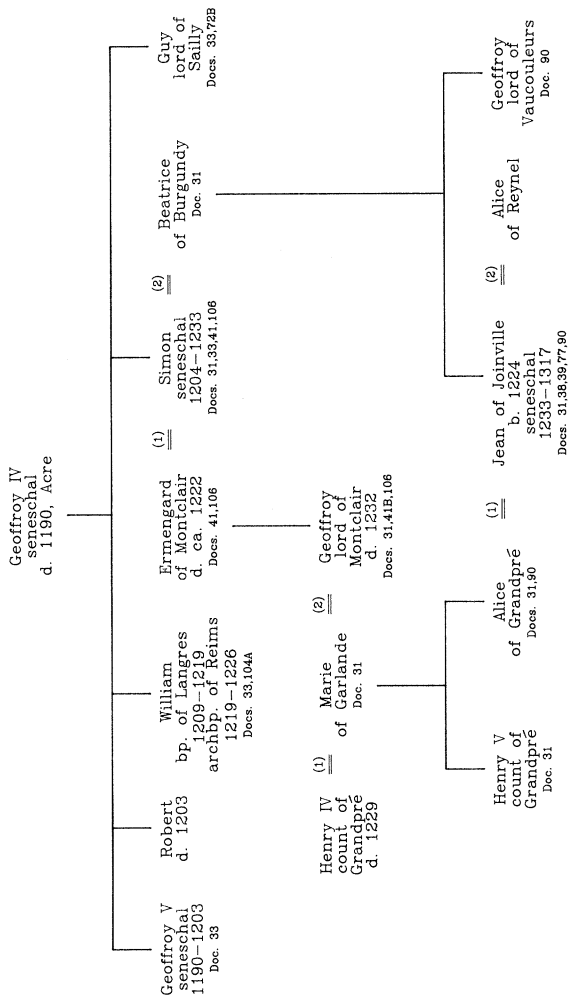 Geoffroy IV
seneschal
d. 1190, Acre
Geoffroy V
seneschal
1190–1203
Doc. 33
Robert
d. 1203
William
bp. of Langres
1209–1219
archbp. of Reims
1219–1226
Docs. 33,104A
Ermengard
of Montclair
d. ca. 1222
Docs. 41,106
(1)
Simon
seneschal
1204–1233
Docs. 31,33,41,106
(2)
Beatrice
of Burgundy
Doc. 31
Guy
lord of
Sailly
Docs. 33,72B
Henry IV
count of
Grandpré
d. 1229
(1)
Marie
of Garlande
Doc. 31
(2)
Geoffroy
lord of
Montclair
d. 1232
Docs. 31,41B,106
Henry V
count of
Grandpré
Doc. 31
Alice
of Grandpré
Docs. 31,90
(1)
Jean of Joinville
b. 1224
seneschal
1233–1317
Docs. 31,38,39,77,90
(2)
Alice
of Reynel
Geoffroy
lord of
Vaucouleurs
Doc. 90